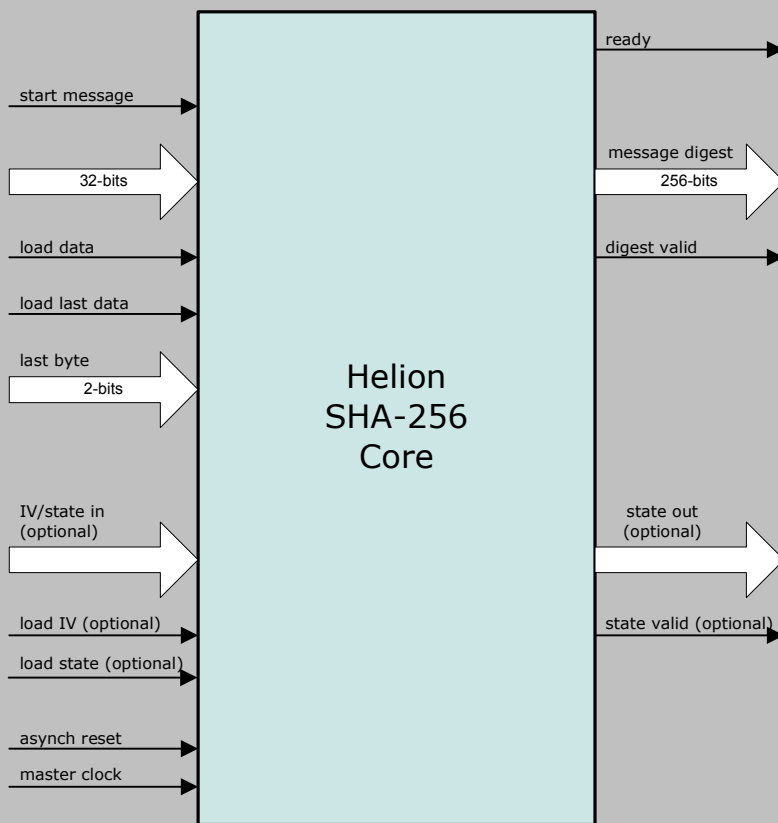 ready
start message
message digest
32-bits
256-bits
load data
digest valid
load last data
last byte
2-bits
Helion
SHA-256
Core
IV/state in
(optional)
state out
(optional)
load IV (optional)
state valid (optional)
load state (optional)
asynch reset
master clock